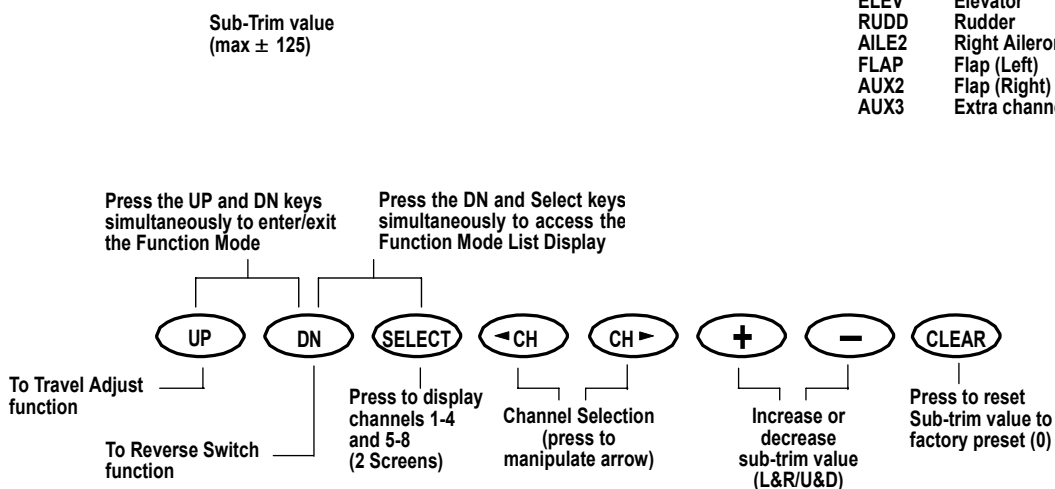 Sub-Trim value
(max ± 125)
ELEV Elevator
RUDD Rudder
AILE2
Right
FLAP Flap (Left)
AUX2 Flap (Right)
AUX3 Extra
Press the UP and DN keys
simultaneously to enter/exit
the Function Mode
Press the DN and Select keys
simultaneously to access the
Function Mode List Display
UP
DN
SELECT
◄CH
CH►
+
−
CLEAR
To Travel Adjust
function
To Reverse Switch
function
Press to display
channels 1-4
and 5-8
(2 Screens)
Channel Selection
(press to
manipulate arrow)
Increase or
decrease
sub-trim value
(L&R/U&D)
Press to reset
Sub-trim value to
factory preset (0)